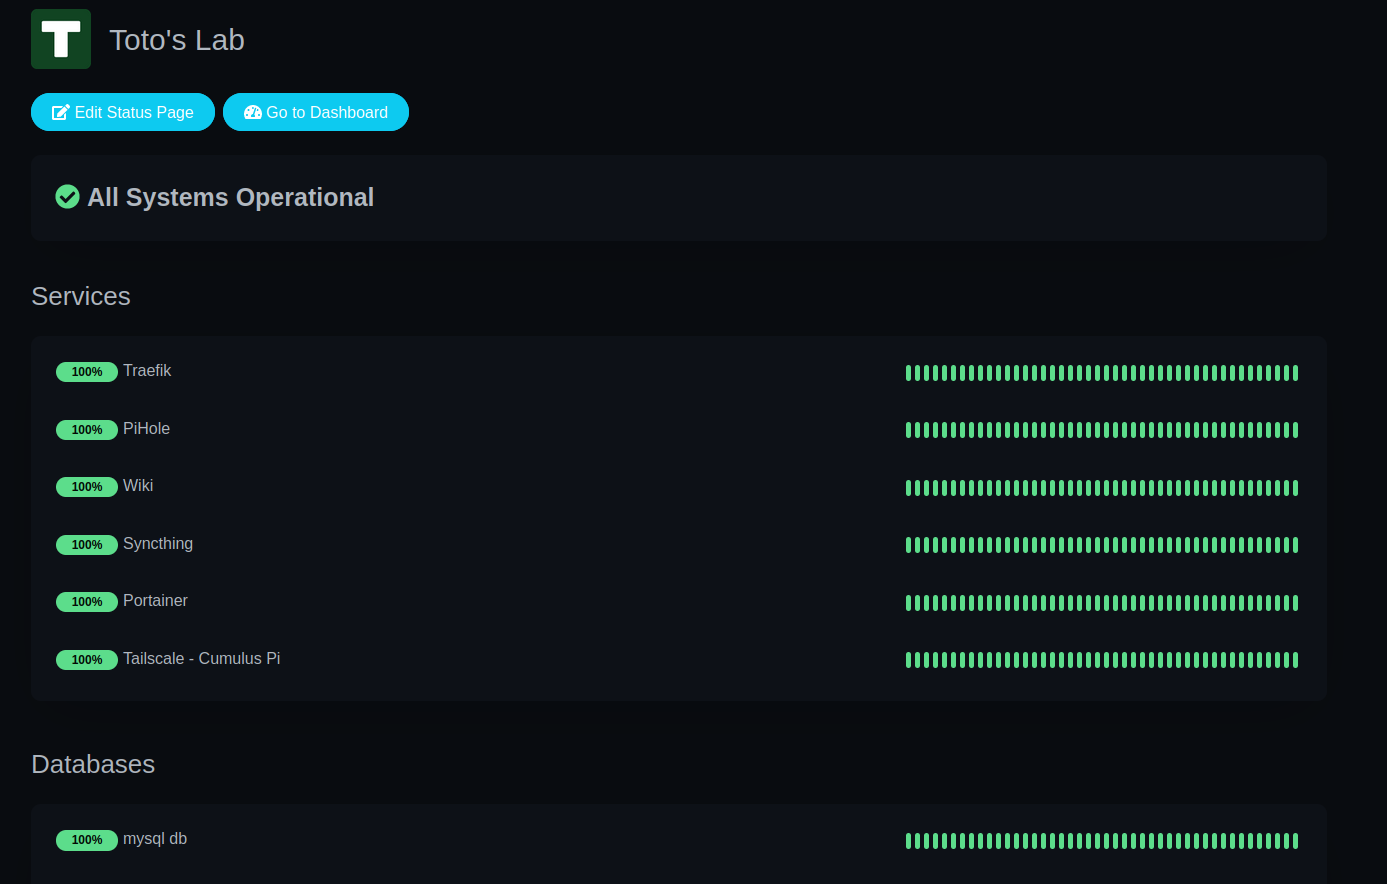 T
Toto's Lab
Edit Status Page
Go to Dashboard
All Systems Operational
Services
100% Traefik
100% PiHole
100% Wiki
100% Syncthing
100% Portainer
100% Tailscale - Cumulus Pi
Databases
100% mysql db